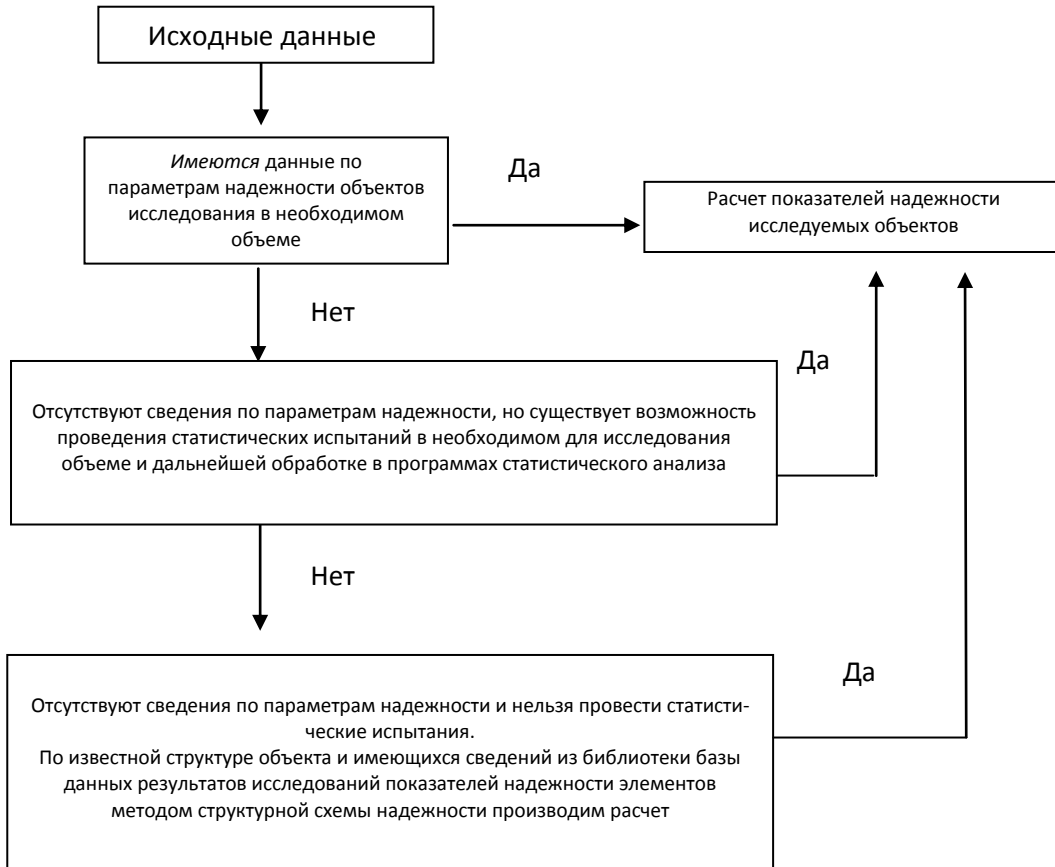 Исходные данные
Имеются данные по
параметрам надежности объектов
исследования в необходимом
объеме
Да
Расчет показателей надежности
исследуемых объектов
Нет
Да
Отсутствуют сведения по параметрам надежности, но существует возможность
проведения статистических испытаний в необходимом для исследования
объеме и дальнейшей обработке в программах статистического анализа
Нет
Да
Отсутствуют сведения по параметрам надежности и нельзя провести статисти-
ческие испытания.
По известной структуре объекта и имеющихся сведений из библиотеки базы
данных результатов исследований показателей надежности элементов
методом структурной схемы надежности производим расчет